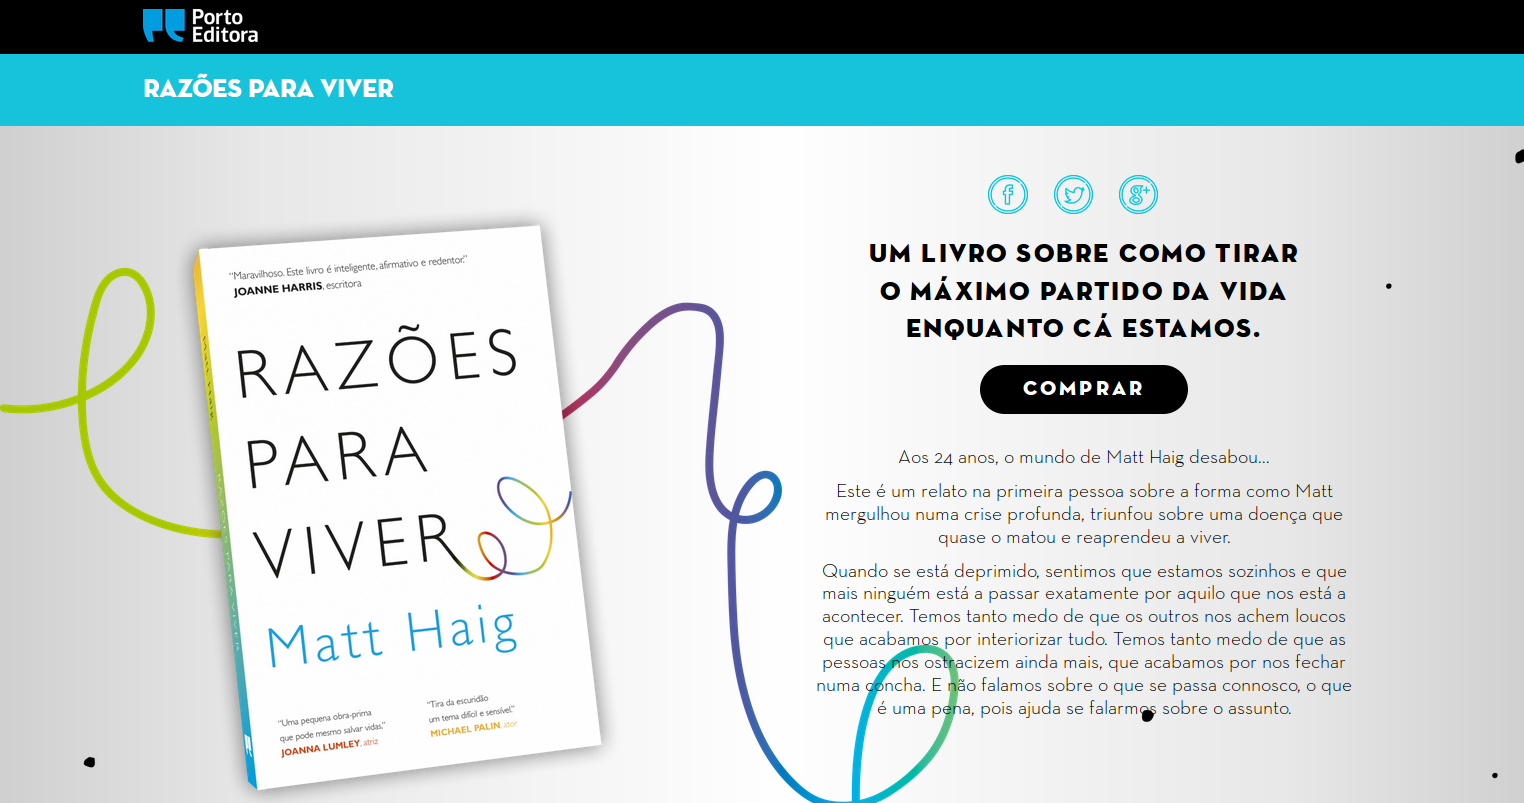 Porto
Editora
RAZÕES PARA VIVER
UM LIVRO SOBRE COMO TIRAR
O MÁXIMO PARTIDO DA VIDA
ENQUANTO CÁ ESTAMOS.
COMPRAR
Aos 24 anos, o mundo de Matt Haig desabou...
Este é um relato na primeira pessoa sobre a forma como Matt
mergulhou numa crise profunda, triunfou sobre uma doença que
quase o matou e reaprendeu a viver.
Quando se está deprimido, sentimos que estamos sozinhos e que
mais ninguém está a passar exatamente por aquilo que nos está a
acontecer. Temos tanto medo de que os outros nos achem loucos
que acabamos por interiorizar tudo. Temos tanto medo de que as
pessoas nos ostracizem ainda mais, que acabamos por nos fechar
numa concha. E não falamos sobre o que se passa connosco, o que
é uma pena, pois ajuda se falarmos sobre o assunto.
"Maravilhoso. Este livro é inteligente, afirmativo e redentor."
JOANNE HARRIS, escritora
RAZÕES
PARA
VIVER
Matt Haig
"Uma pequena obra-prima
que pode mesmo salvar vidas."
JOANNA LUMLEY, atriz
"Tira da escuridão
um tema difícil e sensível."
MICHAEL PALIN, ator